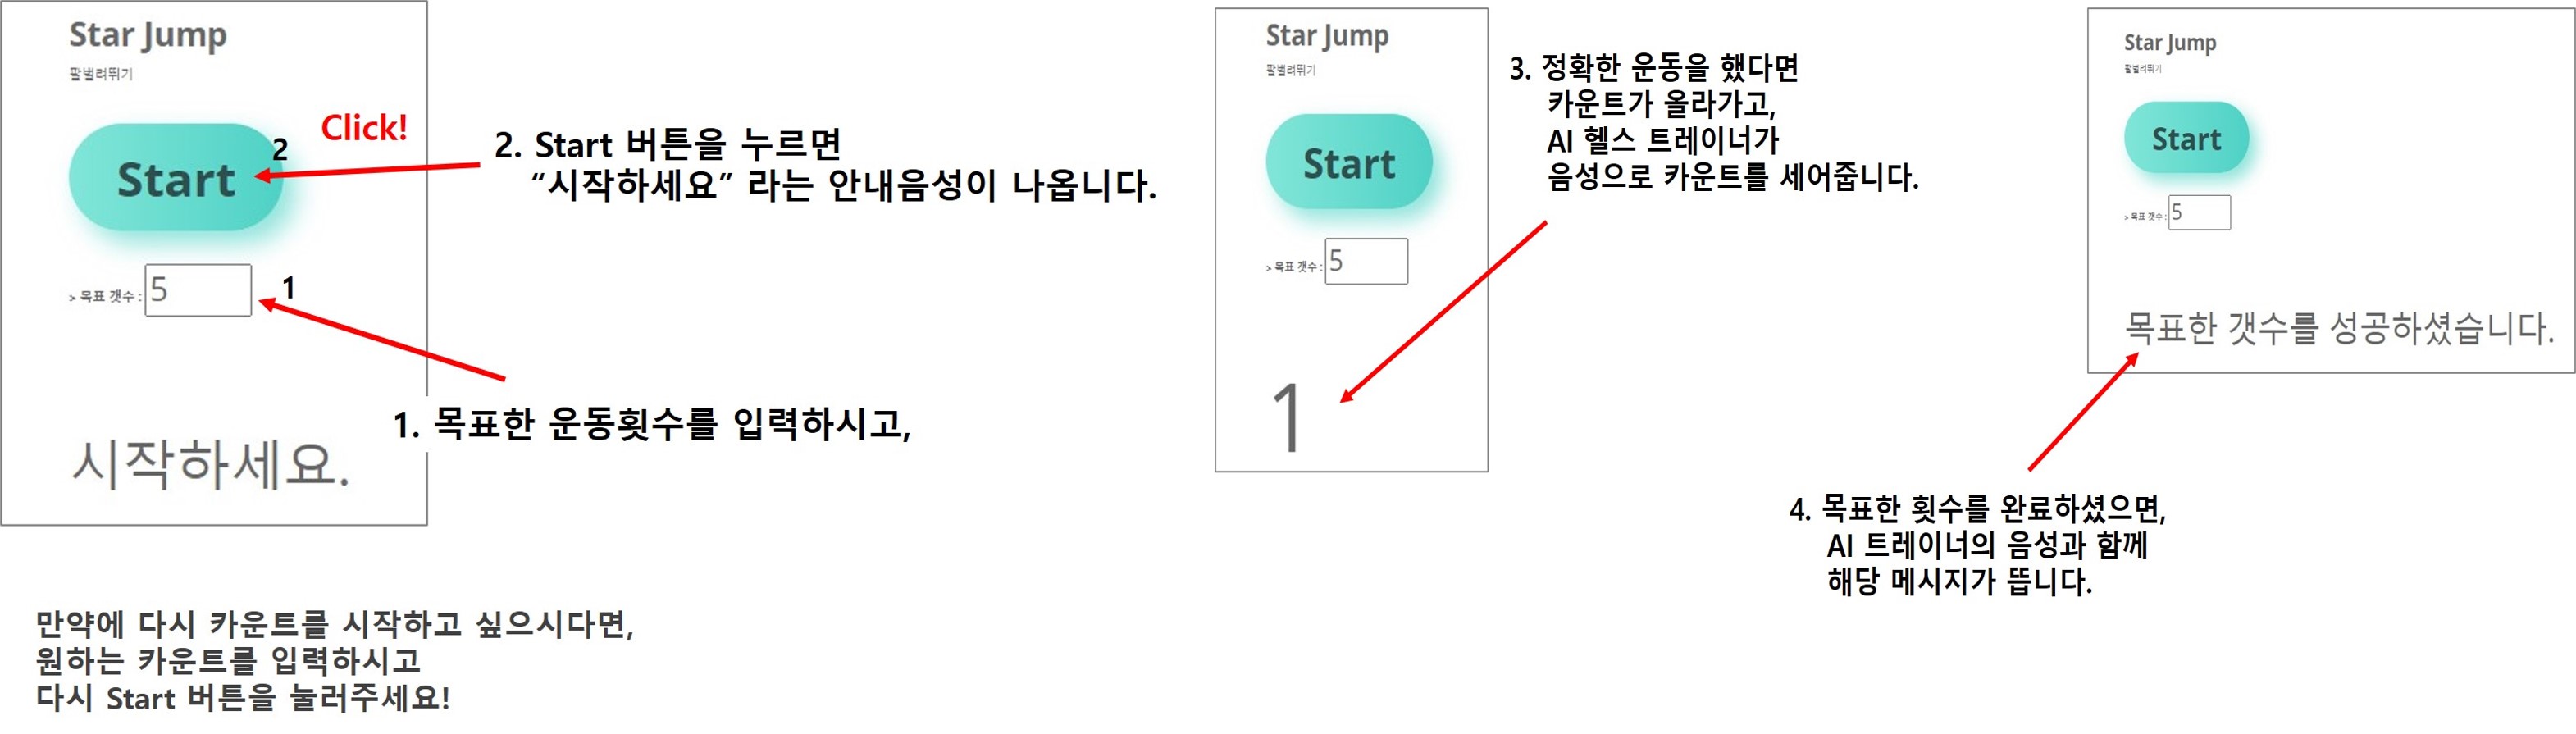 Star Jump
팔벌려뛰기
Start
2
Click!
> 목표 갯수 : 5
1
시작하세요.
2. Start 버튼을 누르면
“시작하세요” 라는 안내음성이 나옵니다.
1. 목표한 운동횟수를 입력하시고,
Star Jump
팔벌려뛰기
Start
> 목표 갯수 : 5
1
3. 정확한 운동을 했다면
카운트가 올라가고,
AI 헬스 트레이너가
음성으로 카운트를 세어줍니다.
Star Jump
팔벌려뛰기
Start
> 목표 갯수 : 5
목표한 갯수를 성공하셨습니다.
4. 목표한 횟수를 완료하셨으면,
AI 트레이너의 음성과 함께
해당 메시지가 뜹니다.
만약에 다시 카운트를 시작하고 싶으시다면,
원하는 카운트를 입력하시고
다시 Start 버튼을 눌러주세요!